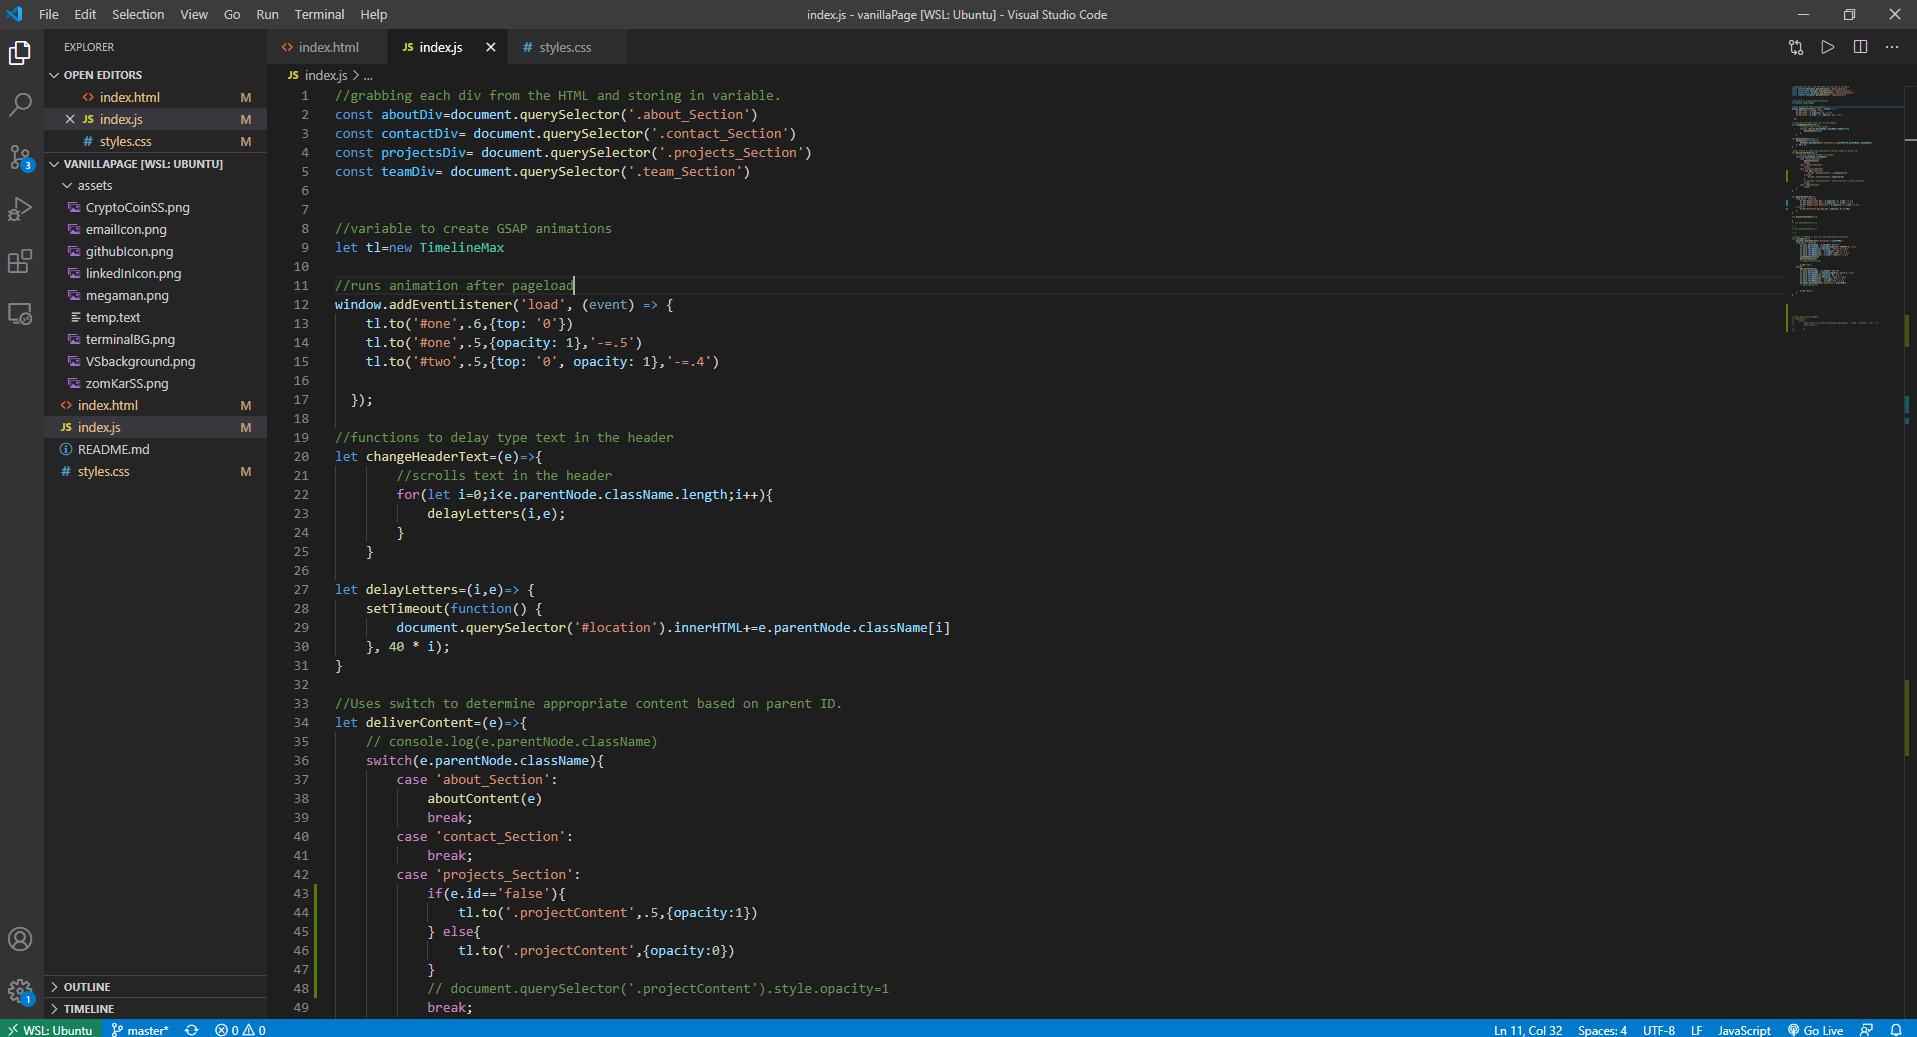 File Edit Selection View Go Run Terminal Help
index.js - vanillaPage [WSL: Ubuntu] - Visual Studio Code
EXPLORER
OPEN EDITORS
index.html M
JS index.js M
# styles.css M
VANILLAPAGE [WSL: UBUNTU]
assets
CryptoCoinSS.png
emailIcon.png
githubIcon.png
linkedInIcon.png
megaman.png
temp.text
terminalBG.png
VSbackground.png
zomKarSS.png
index.html M
JS index.js M
README.md
# styles.css M
OUTLINE
TIMELINE
3
1
index.html
JS index.js
# styles.css
JS index.js > ...
1 //grabbing each div from the HTML and storing in variable.
2 const aboutDiv=document.querySelector('.about_Section')
3 const contactDiv= document.querySelector('.contact_Section')
4 const projectsDiv= document.querySelector('.projects_Section')
5 const teamDiv= document.querySelector('.team_Section')
6
7
8 //variable to create GSAP animations
9 let tl=new TimelineMax
10
11 //runs animation after pageload
12 window.addEventListener('load', (event) => {
13 tl.to('#one',.6,{top: '0'})
14 tl.to('#one',.5,{opacity: 1},'-=.5')
15 tl.to('#two',.5,{top: '0', opacity: 1},'-=.4')
16
17 });
18
19 //functions to delay type text in the header
20 let changeHeaderText=(e)=>{
21 //scrolls text in the header
22 for(let i=0;i<e.parentNode.className.length;i++){
23 delayLetters(i,e);
24 }
25 }
26
27 let delayLetters=(i,e)=> {
28 setTimeout(function() {
29 document.querySelector('#location').innerHTML+=e.parentNode.className[i]
30 }, 40 * i);
31 }
32
33 //Uses switch to determine appropriate content based on parent ID.
34 let deliverContent=(e)=>{
35 // console.log(e.parentNode.className)
36 switch(e.parentNode.className){
37 case 'about_Section':
38 aboutContent(e)
39 break;
40 case 'contact_Section':
41 break;
42 case 'projects_Section':
43 if(e.id=='false'){
44 tl.to('.projectContent',.5,{opacity:1})
45 } else{
46 tl.to('.projectContent',{opacity:0})
47 }
48 // document.querySelector('.projectContent').style.opacity=1
49 break;
WSL: Ubuntu master* 0 0 Ln 11, Col 32 Spaces: 4 UTF-8 LF JavaScript Go Live